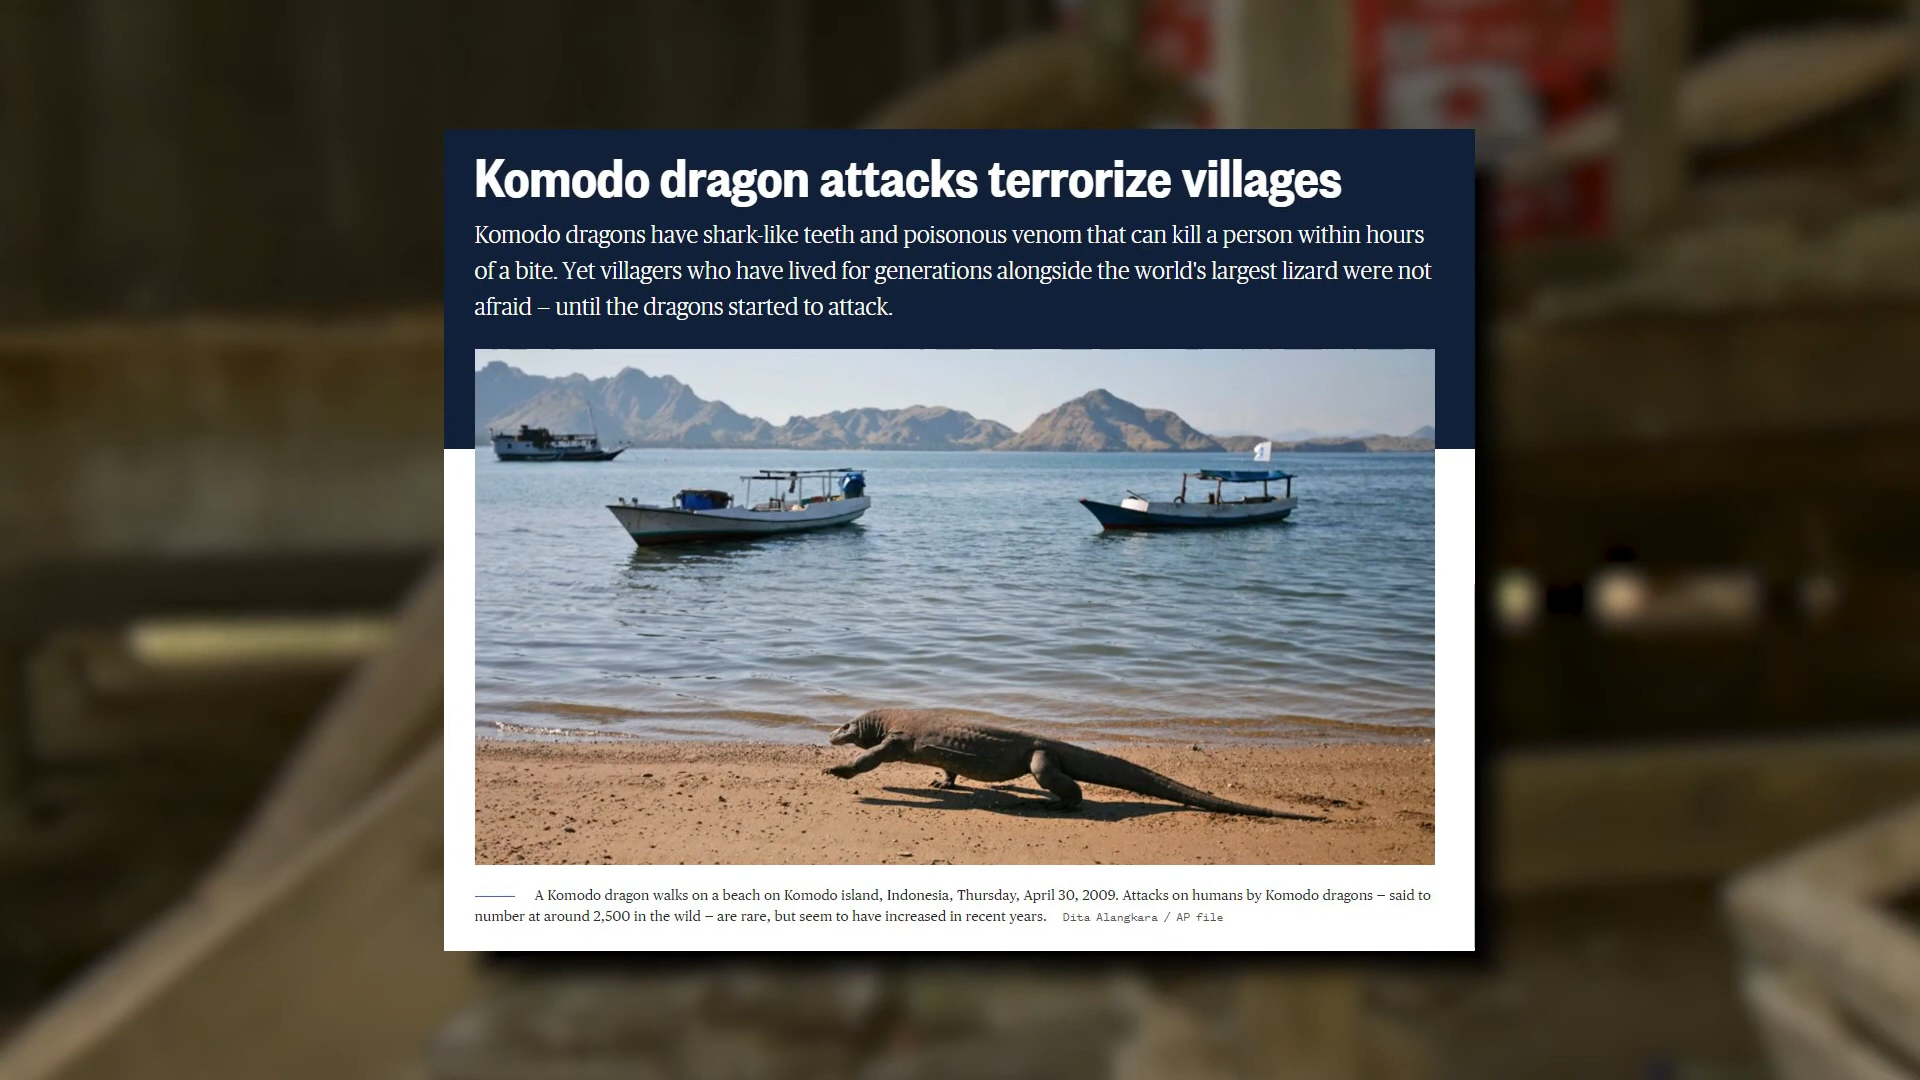 Komodo dragon attacks terrorize villages
Komodo dragons have shark-like teeth and poisonous venom that can kill a person within hours
of a bite. Yet villagers who have lived for generations alongside the world's largest lizard were not
afraid — until the dragons started to attack.
A Komodo dragon walks on a beach on Komodo island, Indonesia, Thursday, April 30, 2009. Attacks on humans by Komodo dragons — said to
number at around 2,500 in the wild — are rare, but seem to have increased in recent years. Dita Alangkara / AP file